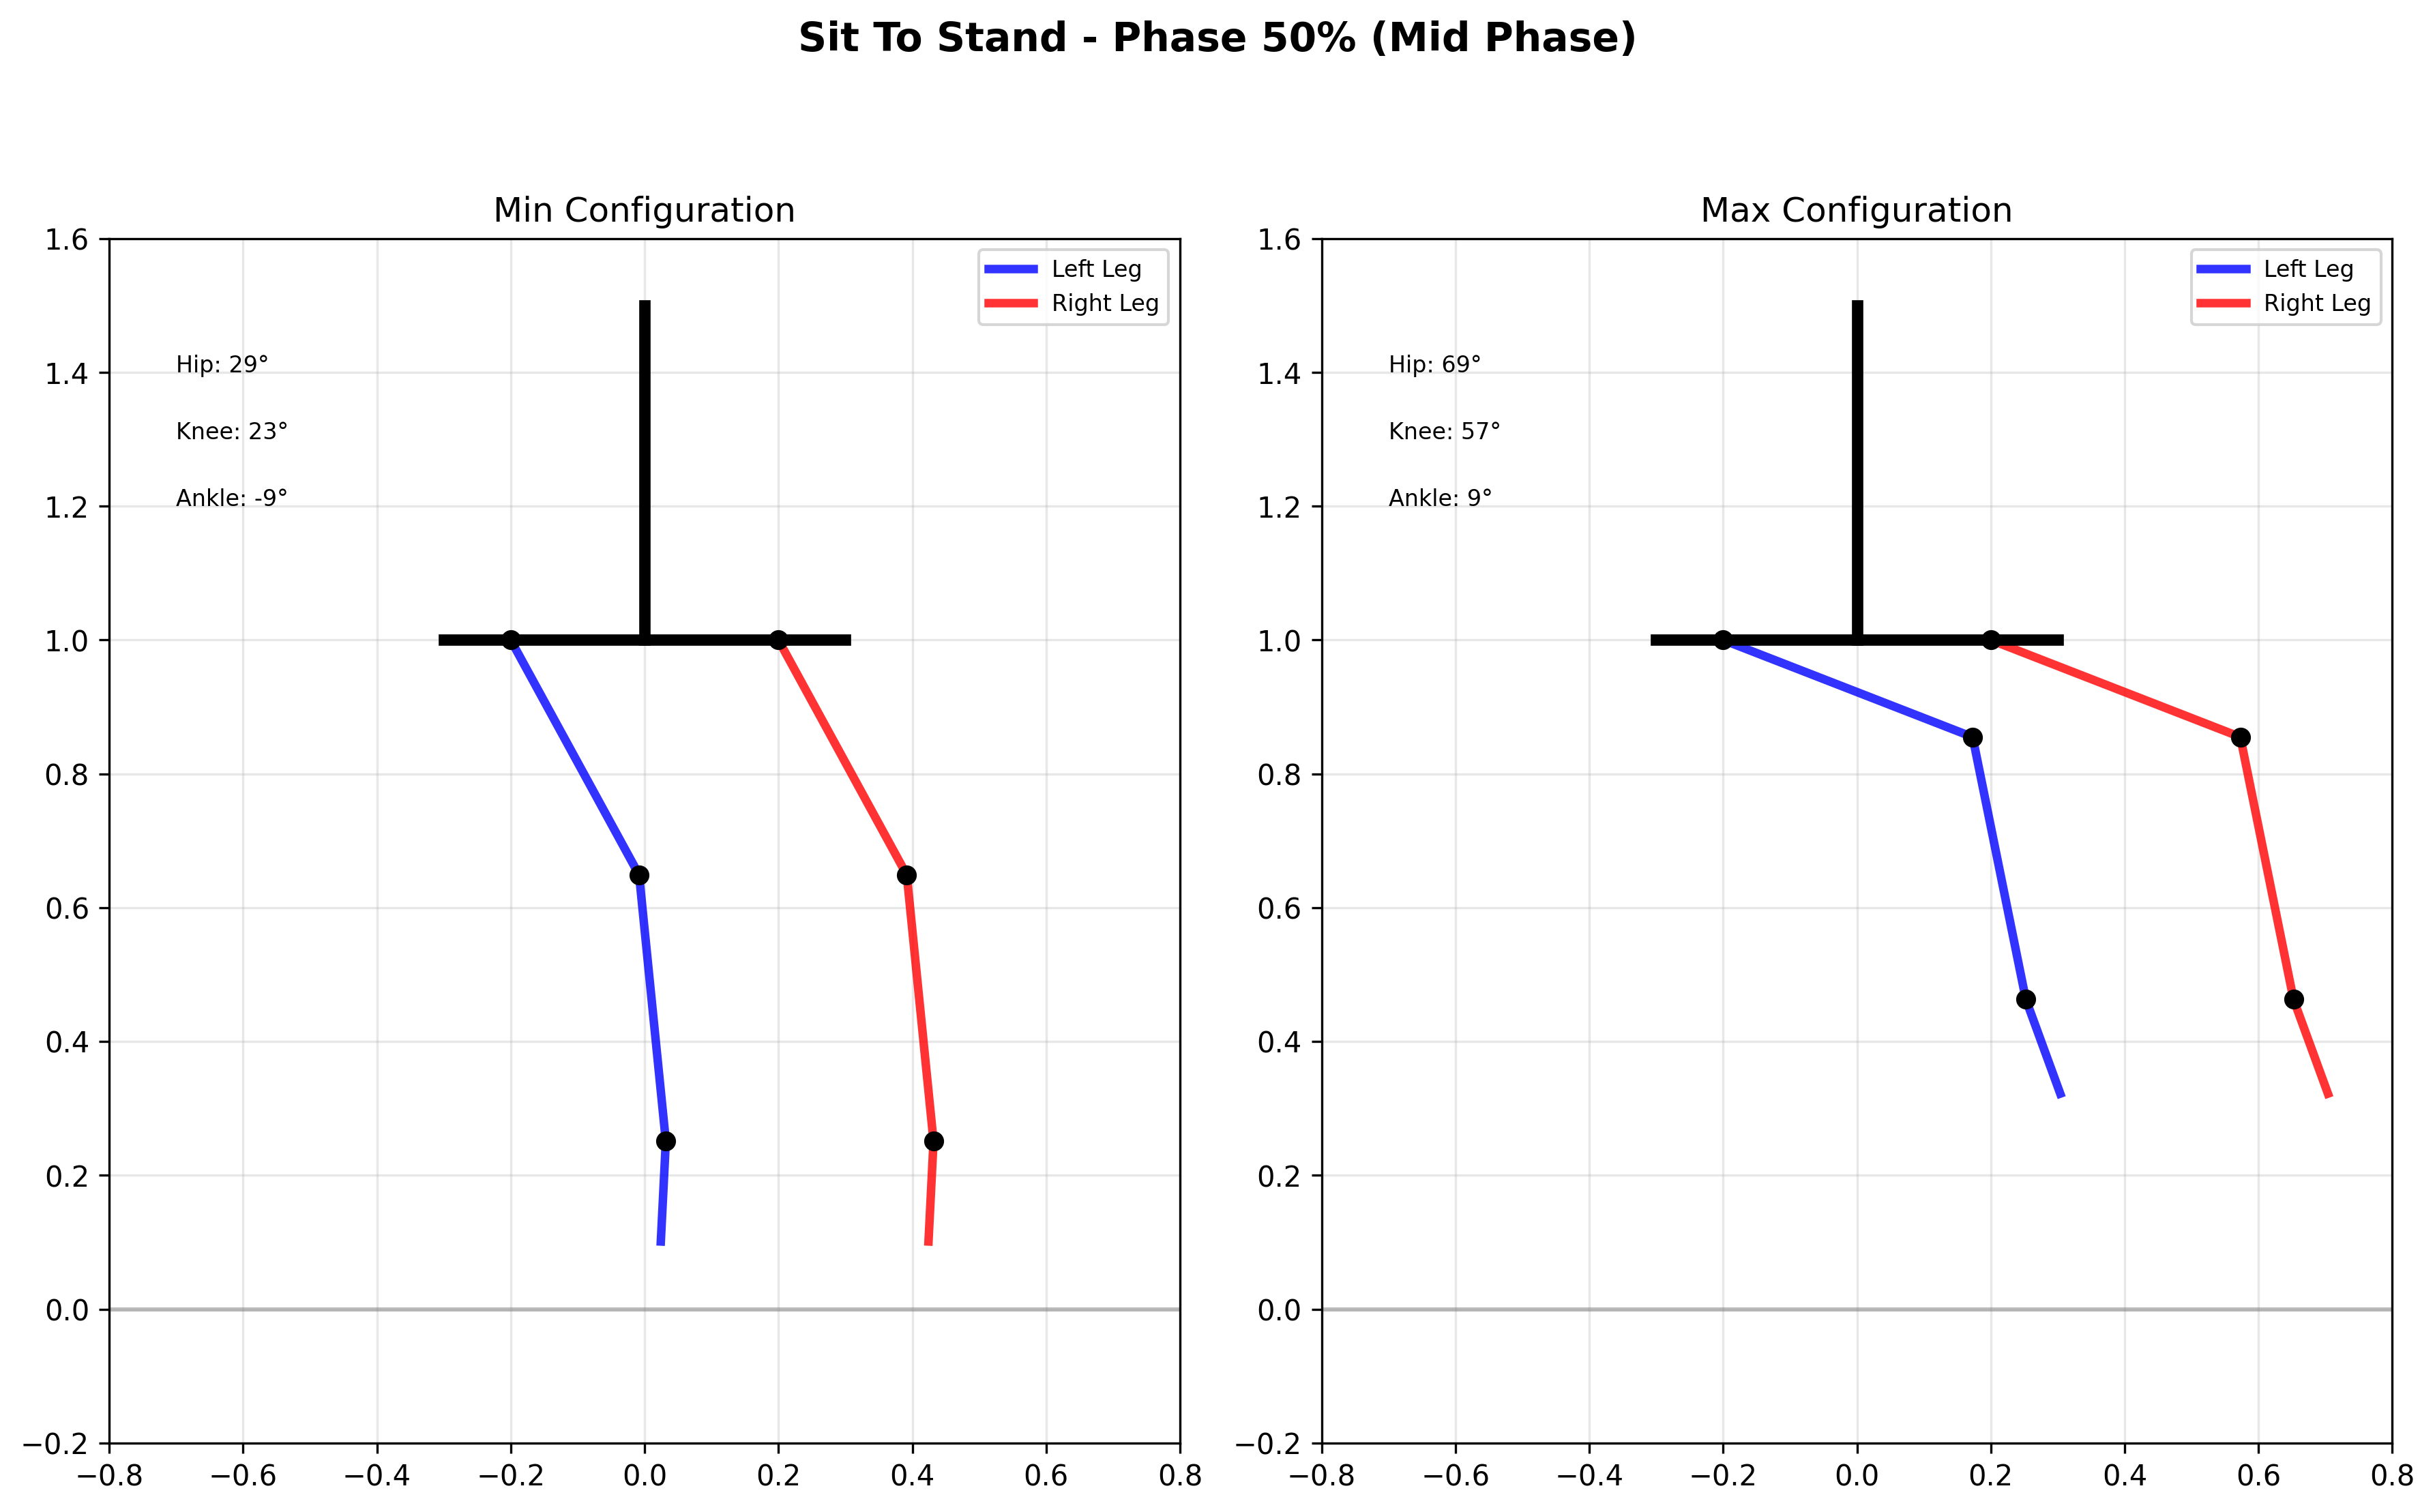 Sit To Stand - Phase 50% (Mid Phase)
Min Configuration
Left Leg
Right Leg
Hip: 29°
Knee: 23°
Ankle: -9°
1.6
1.4
1.2
1.0
0.8
0.6
0.4
0.2
0.0
−0.2
−0.8 −0.6 −0.4 −0.2 0.0 0.2 0.4 0.6 0.8
Max Configuration
Left Leg
Right Leg
Hip: 69°
Knee: 57°
Ankle: 9°
1.6
1.4
1.2
1.0
0.8
0.6
0.4
0.2
0.0
−0.2
−0.8 −0.6 −0.4 −0.2 0.0 0.2 0.4 0.6 0.8